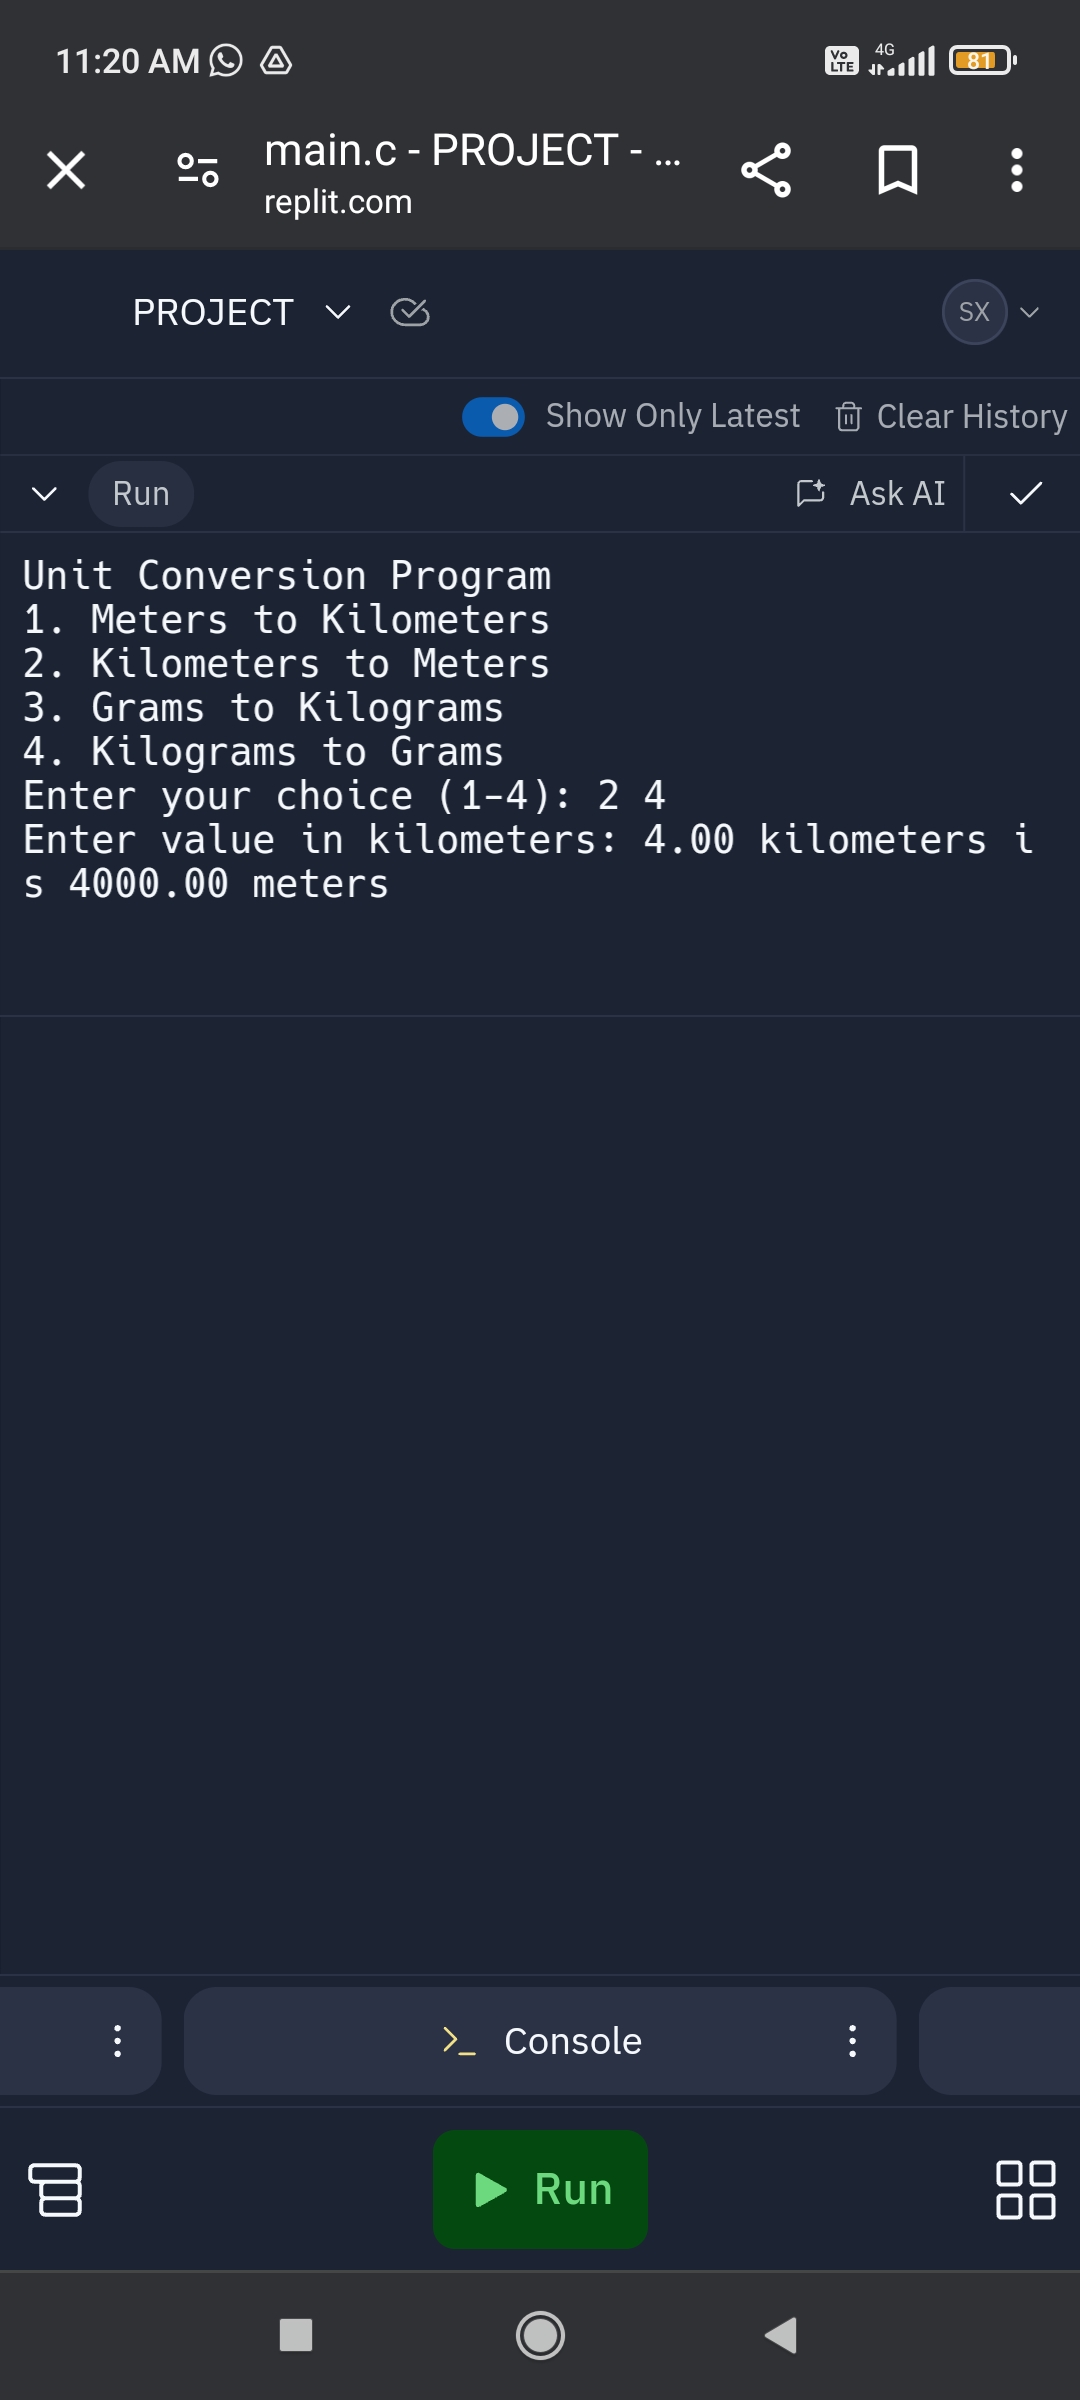 11:20 AM
Vo LTE 4G 81
main.c - PROJECT - ...
replit.com
PROJECT
SX
Show Only Latest Clear History
Run Ask AI
Unit Conversion Program
1. Meters to Kilometers
2. Kilometers to Meters
3. Grams to Kilograms
4. Kilograms to Grams
Enter your choice (1-4): 2 4
Enter value in kilometers: 4.00 kilometers i
s 4000.00 meters
Console
Run